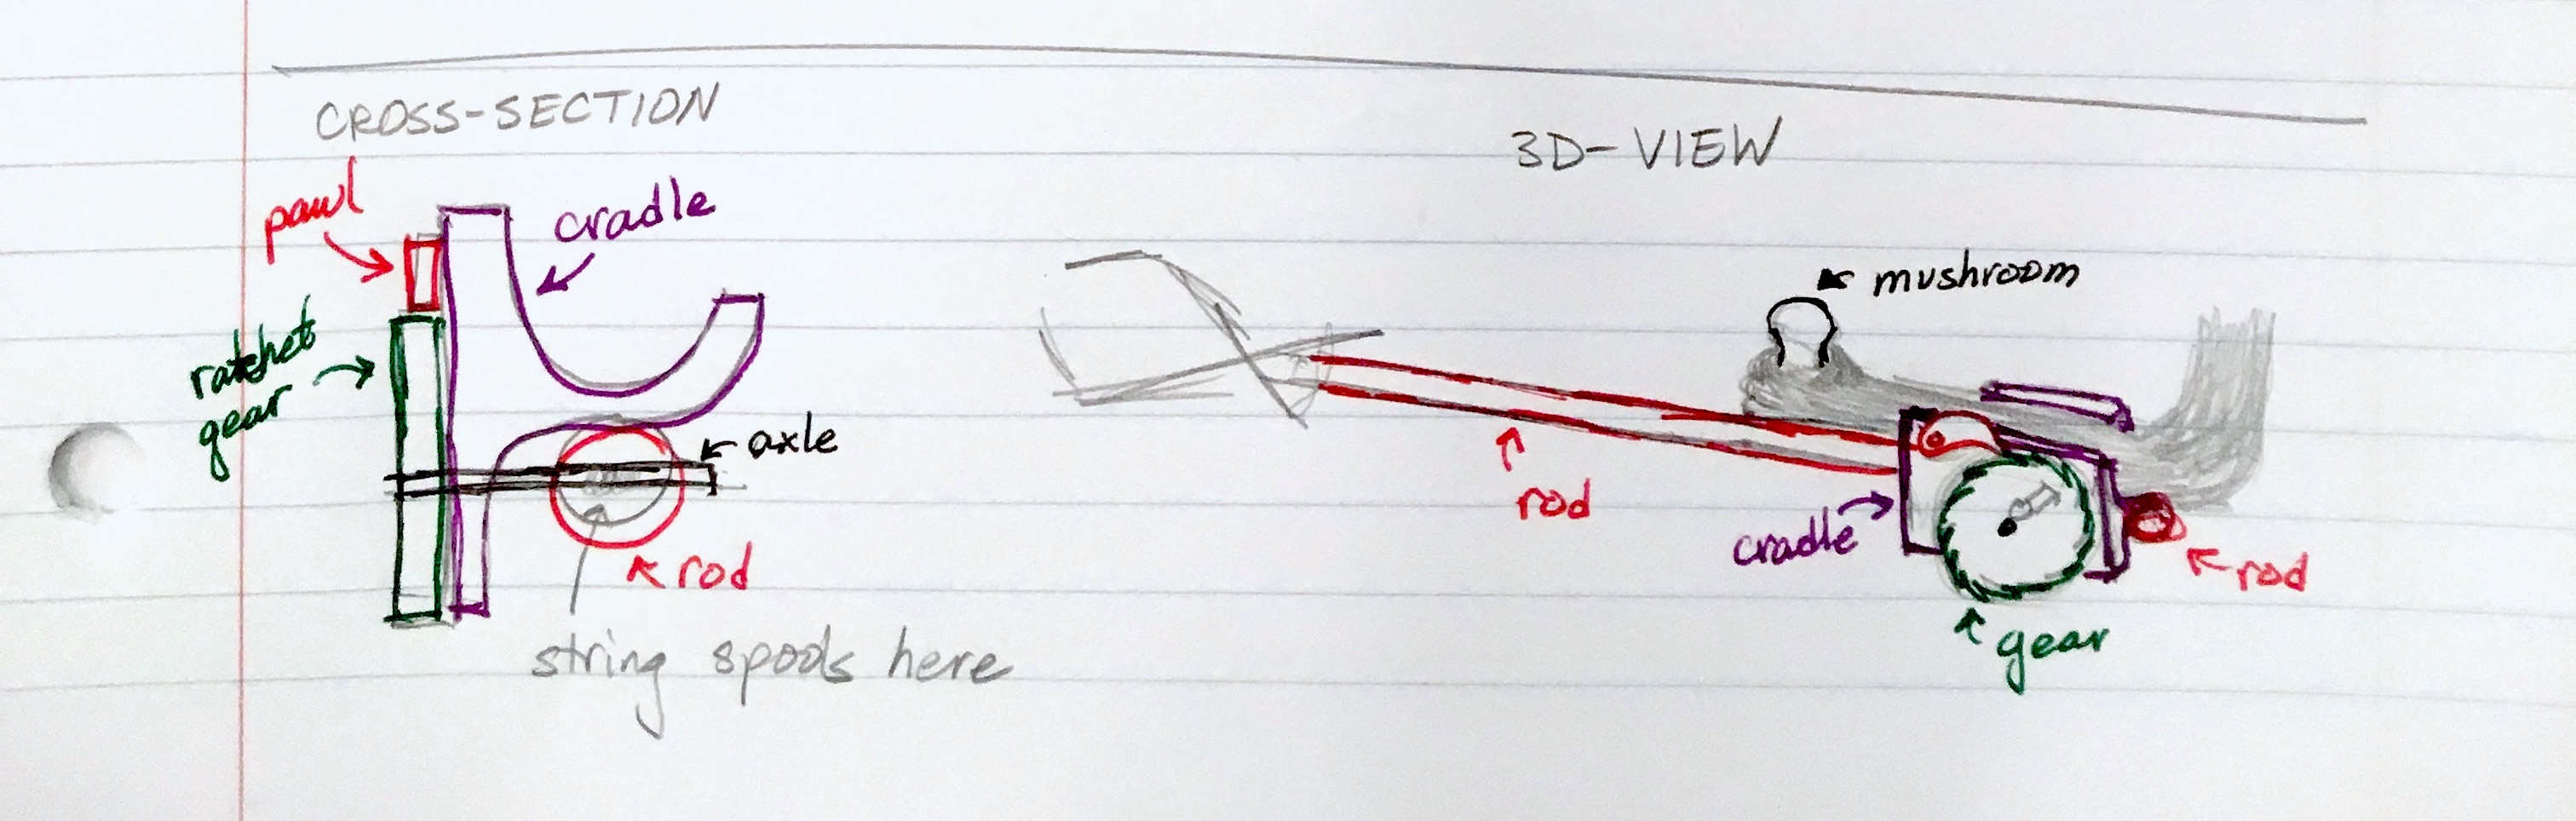 CROSS-SECTION
pawl
cradle
ratchet
gear
axle
rod
string spools here
3D-VIEW
mushroom
rod
cradle
rod
gear